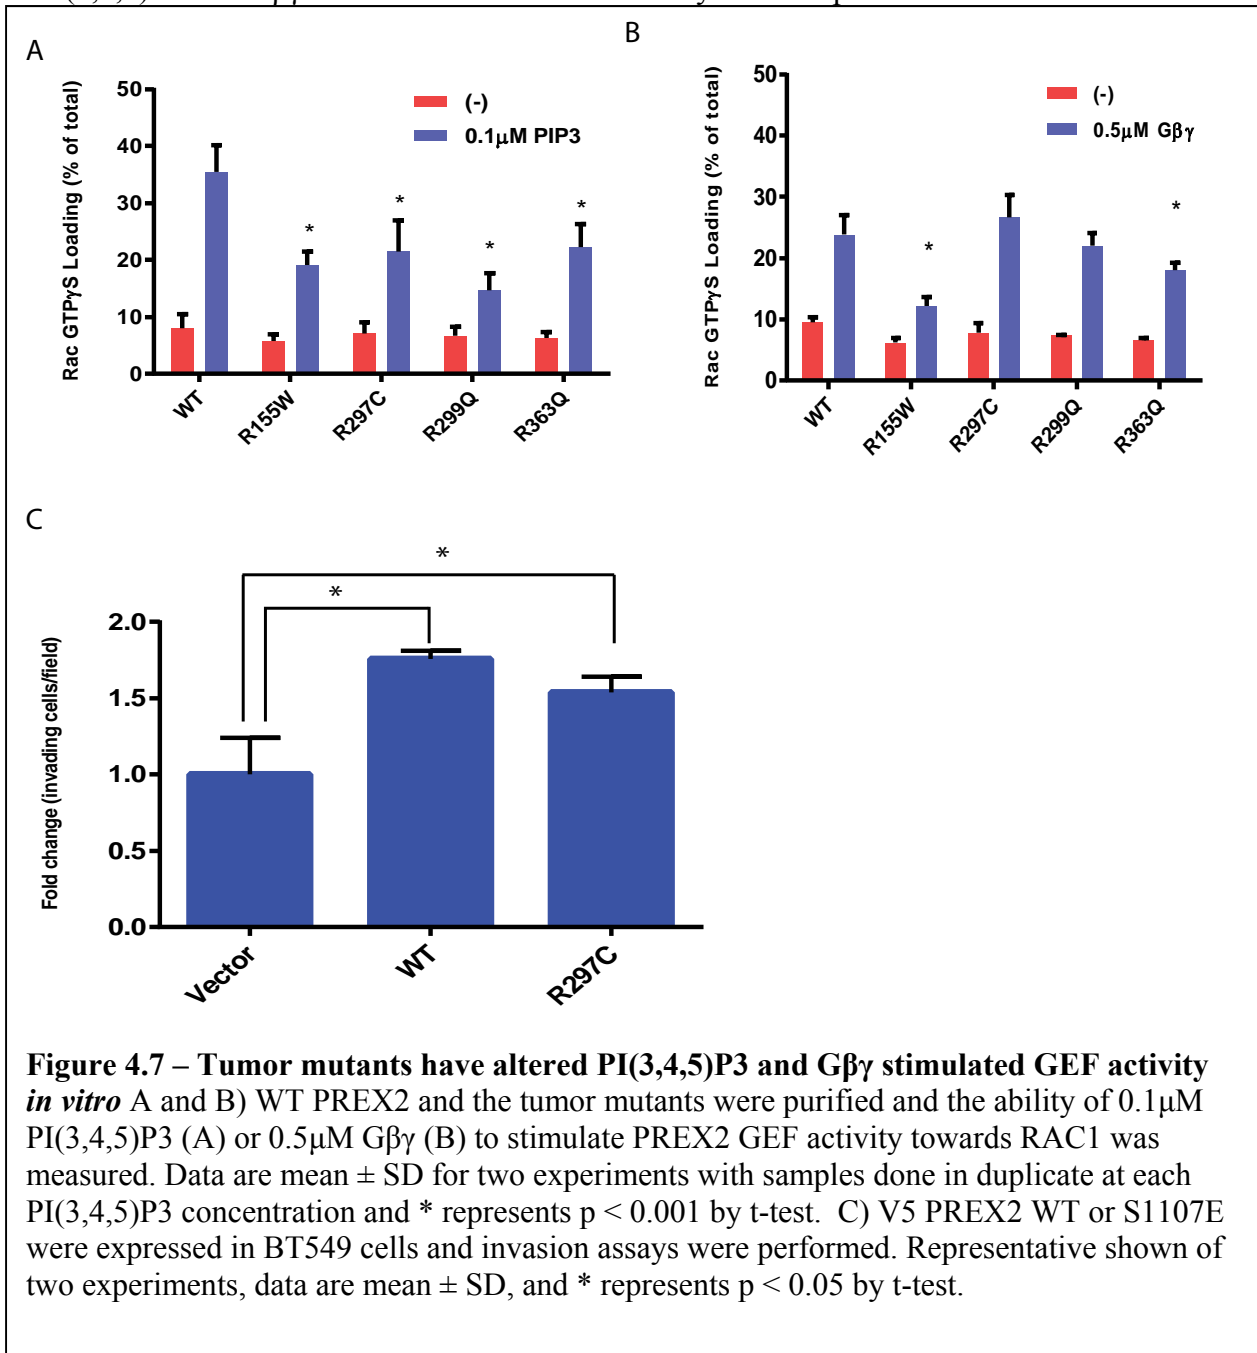 A
50
40
30
20
10
0
Rac GTPγS Loading (% of total)
(-)
0.1μM PIP3
*
*
*
*
WT
R155W
R297C
R299Q
R363Q
B
50
40
30
20
10
0
Rac GTPγS Loading (% of total)
(-)
0.5μM Gβγ
*
*
WT
R155W
R297C
R299Q
R363Q
C
*
*
2.0
1.5
1.0
0.5
0.0
Fold change (invading cells/field)
Vector
WT
R297C
Figure 4.7 – Tumor mutants have altered PI(3,4,5)P3 and Gβγ stimulated GEF activity
in vitro A and B) WT PREX2 and the tumor mutants were purified and the ability of 0.1μM
PI(3,4,5)P3 (A) or 0.5μM Gβγ (B) to stimulate PREX2 GEF activity towards RAC1 was
measured. Data are mean ± SD for two experiments with samples done in duplicate at each
PI(3,4,5)P3 concentration and * represents p < 0.001 by t-test. C) V5 PREX2 WT or S1107E
were expressed in BT549 cells and invasion assays were performed. Representative shown of
two experiments, data are mean ± SD, and * represents p < 0.05 by t-test.